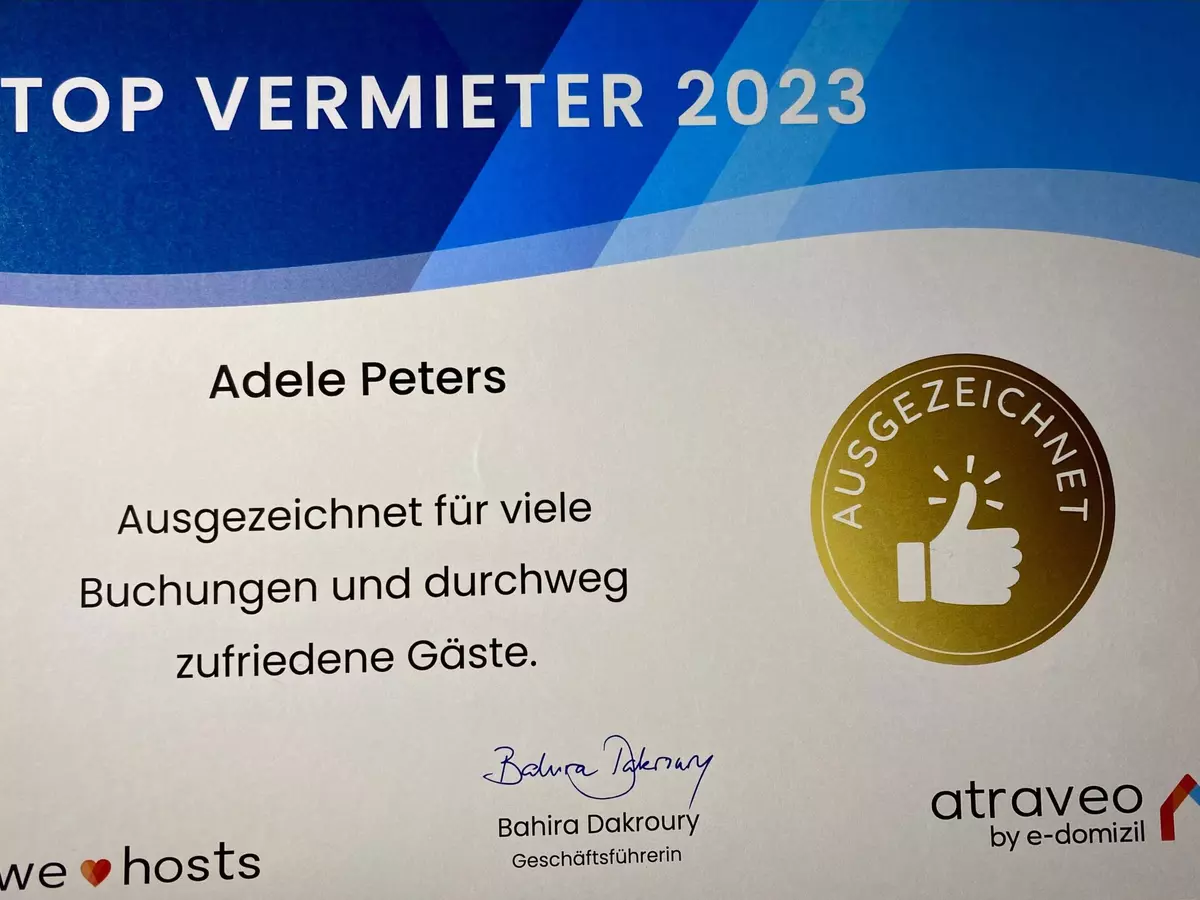 TOP VERMIETER 2023
Adele Peters
AUSGEZEICHNET
Ausgezeichnet für viele
Buchungen und durchweg
zufriedene Gäste.
Bahira Dakroury
Bahira Dakroury
Geschäftsführerin
we hosts
atraveo
by e-domizil